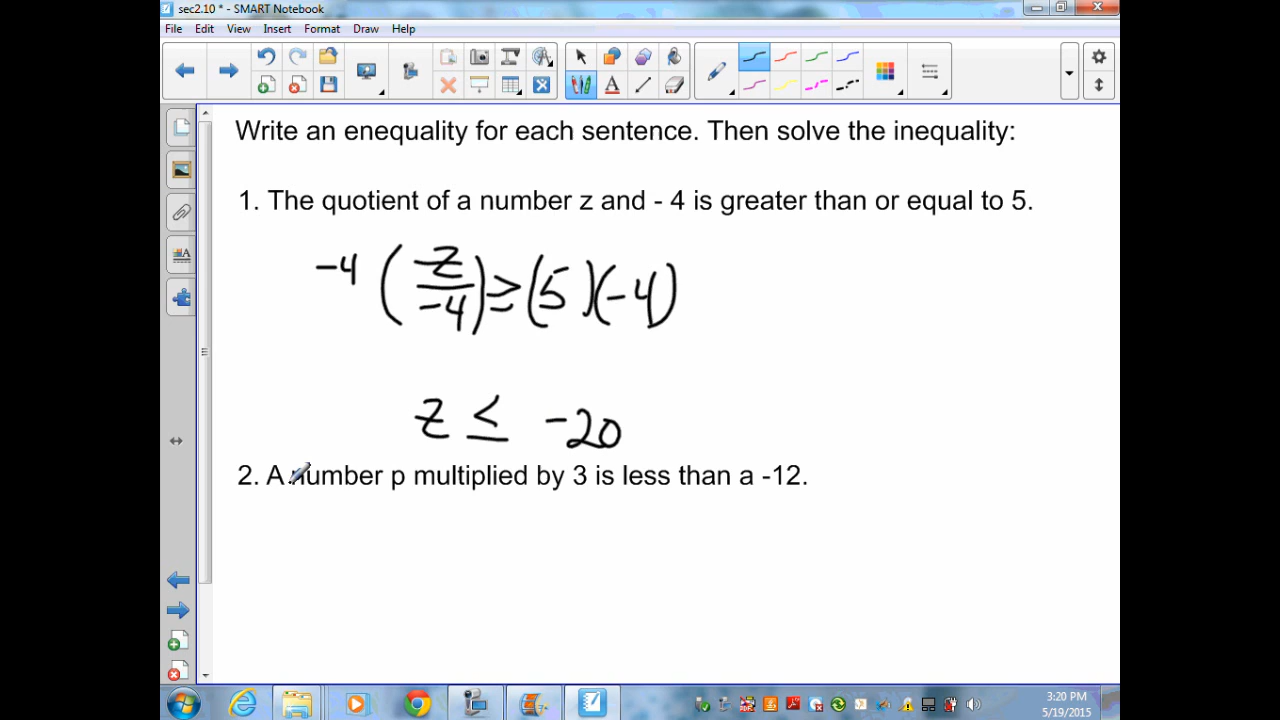 sec2.10 * - SMART Notebook
File Edit View Insert Format Draw Help
Write an enequality for each sentence. Then solve the inequality:
1. The quotient of a number z and - 4 is greater than or equal to 5.
-4 ( z / -4 ) ≥ (5)(-4)
z ≤ -20
2. A number p multiplied by 3 is less than a -12.
3:20 PM
5/19/2015